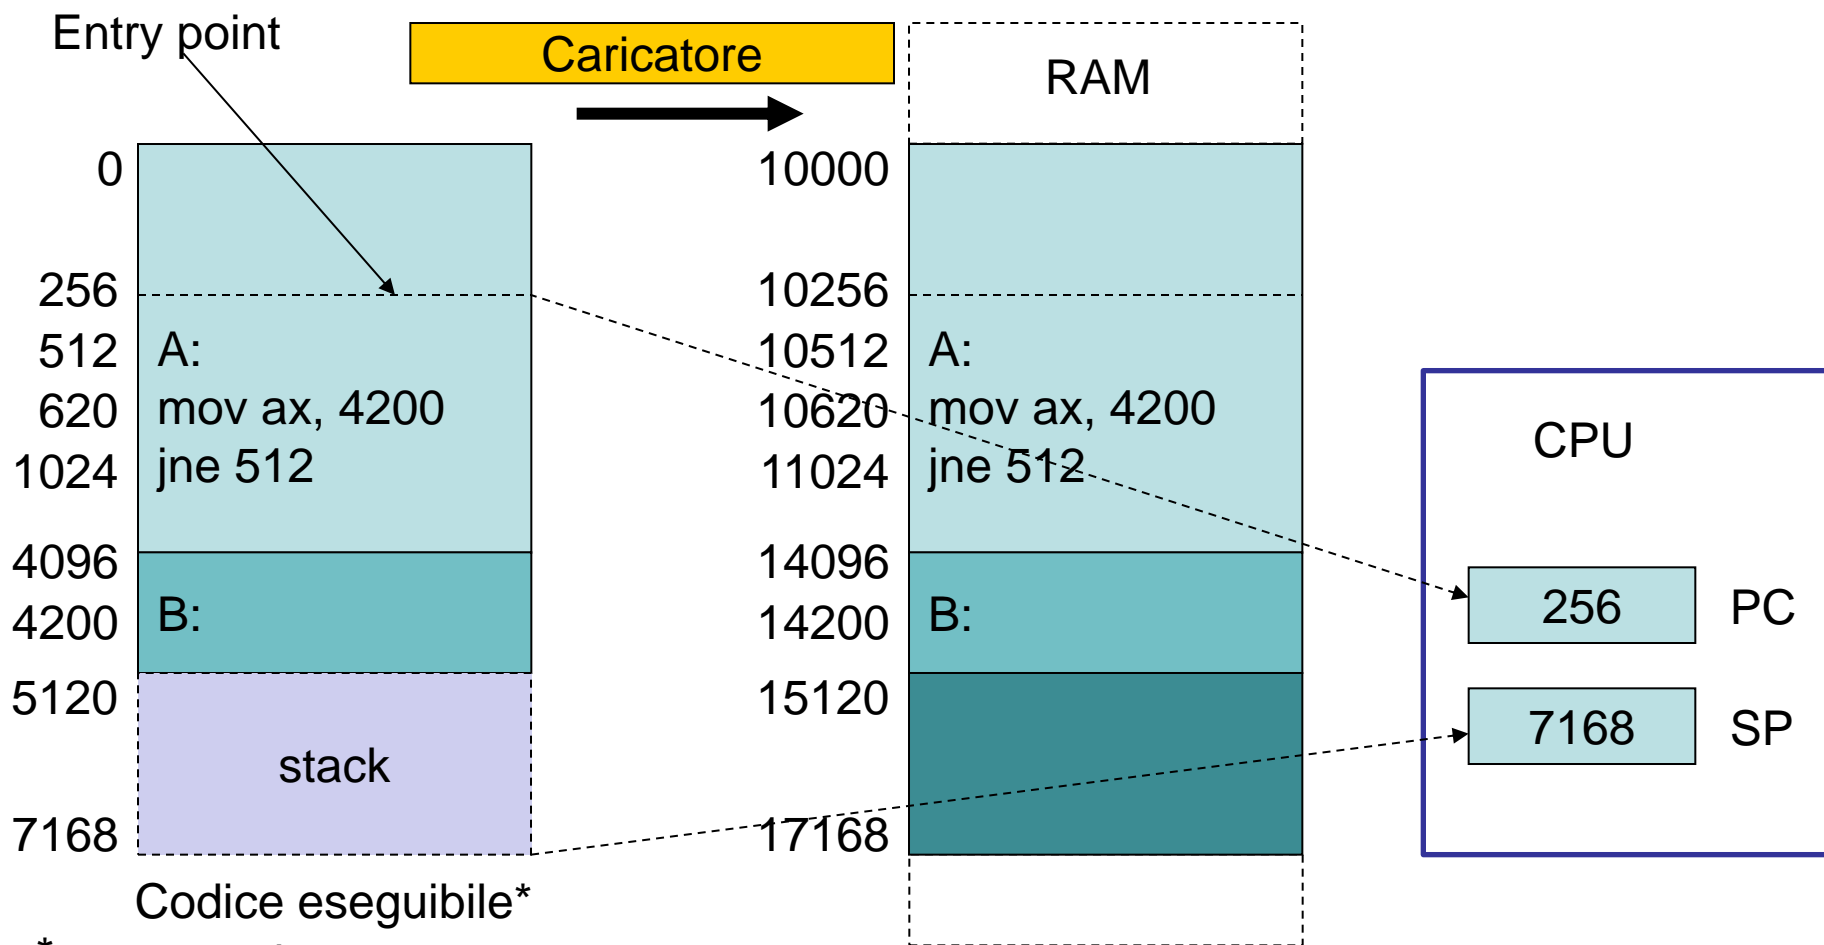 Entry point
Caricatore
RAM
0
256
512
620
1024
4096
4200
5120
7168
A:
mov ax, 4200
jne 512
B:
stack
Codice eseguibile*
*
10000
10256
10512
10620
11024
14096
14200
15120
17168
A:
mov ax, 4200
jne 512
B:
CPU
256 PC
7168 SP